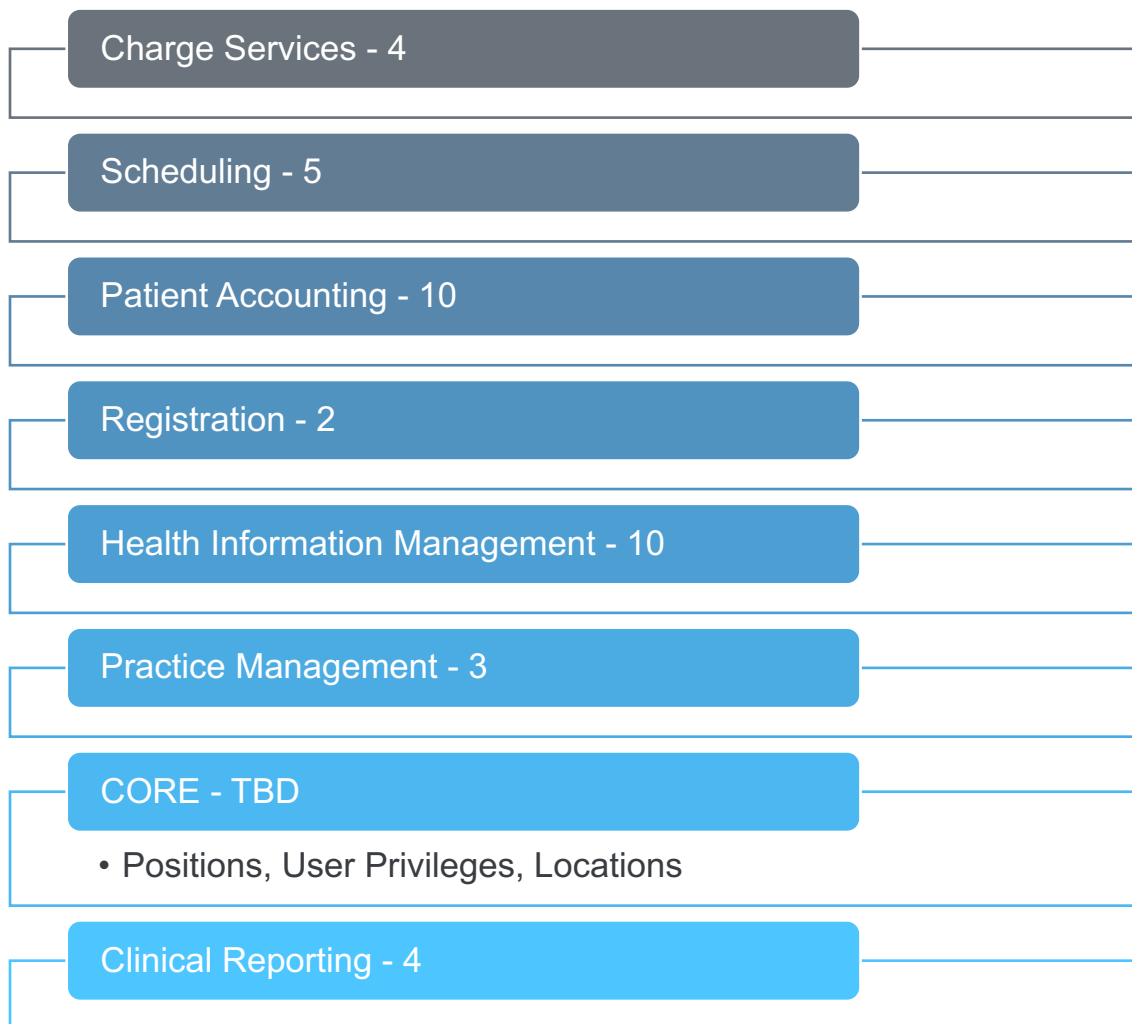 Charge Services - 4
Scheduling - 5
Patient Accounting - 10
Registration - 2
Health Information Management - 10
Practice Management - 3
CORE - TBD
• Positions, User Privileges, Locations
Clinical Reporting - 4